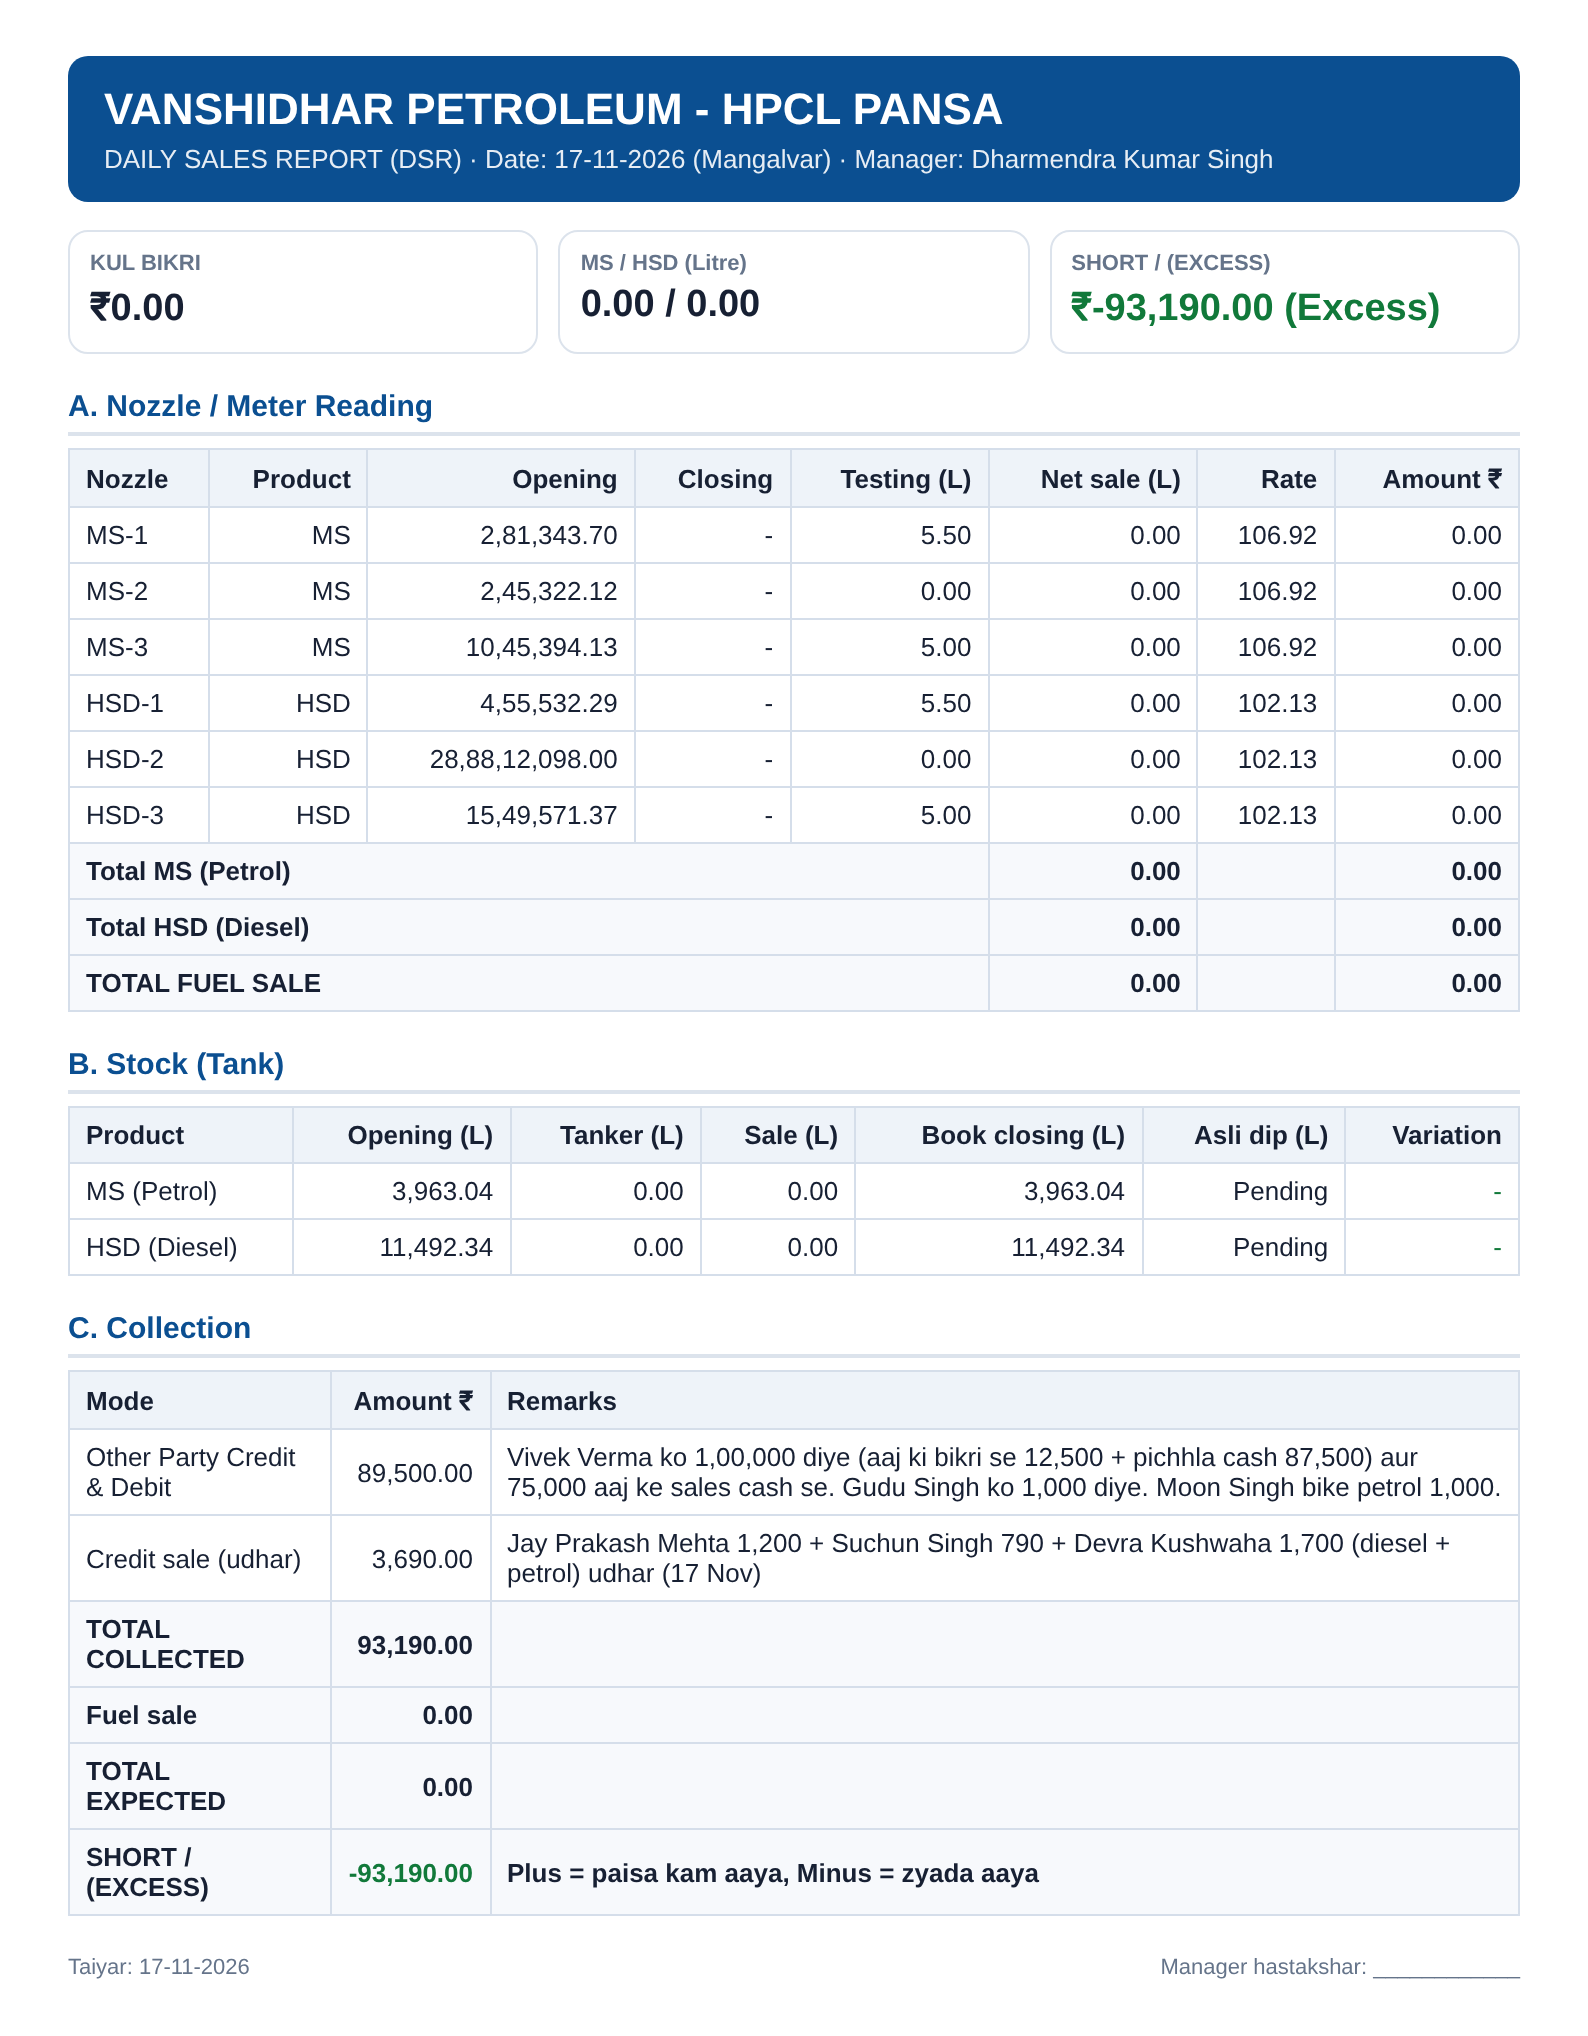 VANSHIDHAR PETROLEUM - HPCL PANSA
DAILY SALES REPORT (DSR) · Date: 17-11-2026 (Mangalvar) · Manager: Dharmendra Kumar Singh
KUL BIKRI
₹0.00
MS / HSD (Litre)
0.00 / 0.00
SHORT / (EXCESS)
₹-93,190.00 (Excess)
A. Nozzle / Meter Reading
Nozzle Product Opening Closing Testing (L) Net sale (L) Rate Amount ₹
MS-1 MS 2,81,343.70 - 5.50 0.00 106.92 0.00
MS-2 MS 2,45,322.12 - 0.00 0.00 106.92 0.00
MS-3 MS 10,45,394.13 - 5.00 0.00 106.92 0.00
HSD-1 HSD 4,55,532.29 - 5.50 0.00 102.13 0.00
HSD-2 HSD 28,88,12,098.00 - 0.00 0.00 102.13 0.00
HSD-3 HSD 15,49,571.37 - 5.00 0.00 102.13 0.00
Total MS (Petrol) 0.00 0.00
Total HSD (Diesel) 0.00 0.00
TOTAL FUEL SALE 0.00 0.00
B. Stock (Tank)
Product Opening (L) Tanker (L) Sale (L) Book closing (L) Asli dip (L) Variation
MS (Petrol) 3,963.04 0.00 0.00 3,963.04 Pending -
HSD (Diesel) 11,492.34 0.00 0.00 11,492.34 Pending -
C. Collection
Mode Amount ₹ Remarks
Other Party Credit
& Debit
89,500.00
Vivek Verma ko 1,00,000 diye (aaj ki bikri se 12,500 + pichhla cash 87,500) aur
75,000 aaj ke sales cash se. Gudu Singh ko 1,000 diye. Moon Singh bike petrol 1,000.
Credit sale (udhar) 3,690.00
Jay Prakash Mehta 1,200 + Suchun Singh 790 + Devra Kushwaha 1,700 (diesel +
petrol) udhar (17 Nov)
TOTAL
COLLECTED
93,190.00
Fuel sale 0.00
TOTAL
EXPECTED
0.00
SHORT /
(EXCESS)
-93,190.00 Plus = paisa kam aaya, Minus = zyada aaya
Taiyar: 17-11-2026
Manager hastakshar: ____________